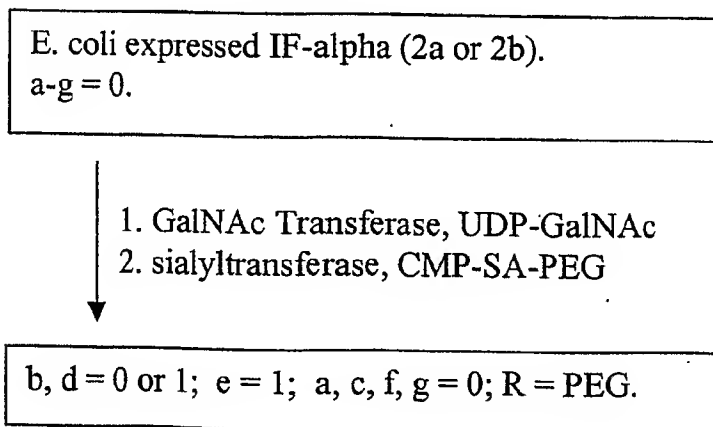 E. coli expressed IF-alpha (2a or 2b).
a-g = 0.
1. GalNAc Transferase, UDP-GalNAc
2. sialyltransferase, CMP-SA-PEG
b, d = 0 or 1; e = 1; a, c, f, g = 0; R = PEG.